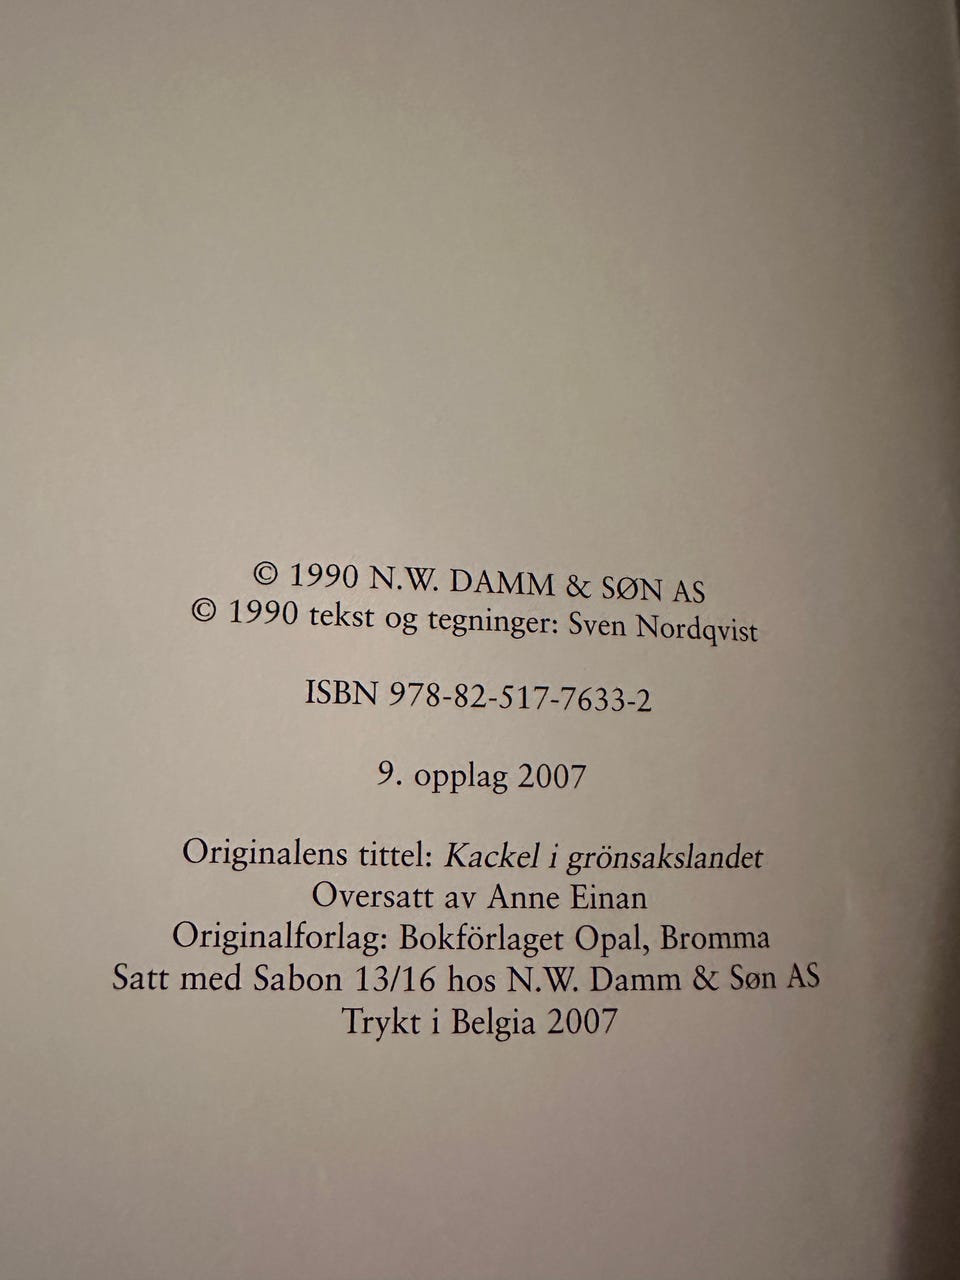 © 1990 N.W. DAMM & SØN AS
© 1990 tekst og tegninger: Sven Nordqvist
ISBN 978-82-517-7633-2
9. opplag 2007
Originalens tittel: Kackel i grönsakslandet
Oversatt av Anne Einan
Originalforlag: Bokförlaget Opal, Bromma
Satt med Sabon 13/16 hos N.W. Damm & Søn AS
Trykt i Belgia 2007